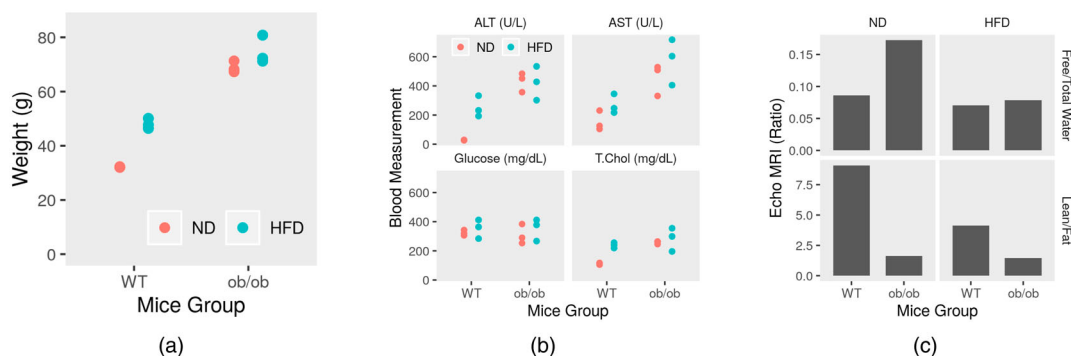 Weight (g)
80
60
40
20
0
ND HFD
WT ob/ob
Mice Group
(a)
ALT (U/L) AST (U/L)
ND HFD
Blood Measurement
600
400
200
0
Glucose (mg/dL) T.Chol (mg/dL)
600
400
200
0
WT ob/ob WT ob/ob
Mice Group
(b)
ND HFD
Echo MRI (Ratio)
0.15
0.10
0.05
0.00
Free/Total Water
7.5
5.0
2.5
0.0
Lean/Fat
WT ob/ob WT ob/ob
Mice Group
(c)